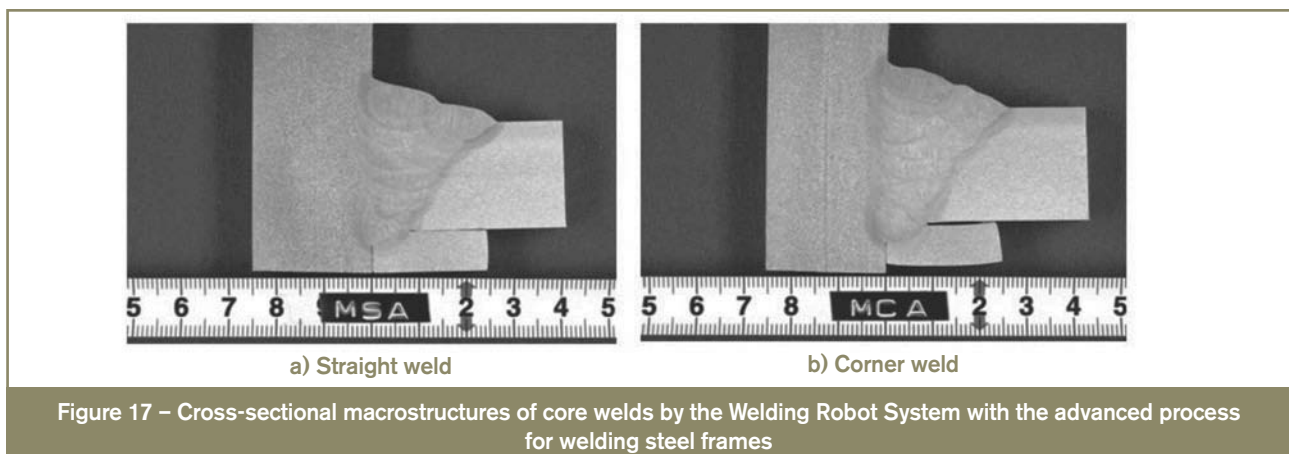 5 6 7 8 9 MSA 2 3 4 5
5 6 7 8 MCA 2 3 4 5
a) Straight weld
b) Corner weld
Figure 17 – Cross-sectional macrostructures of core welds by the Welding Robot System with the advanced process
for welding steel frames